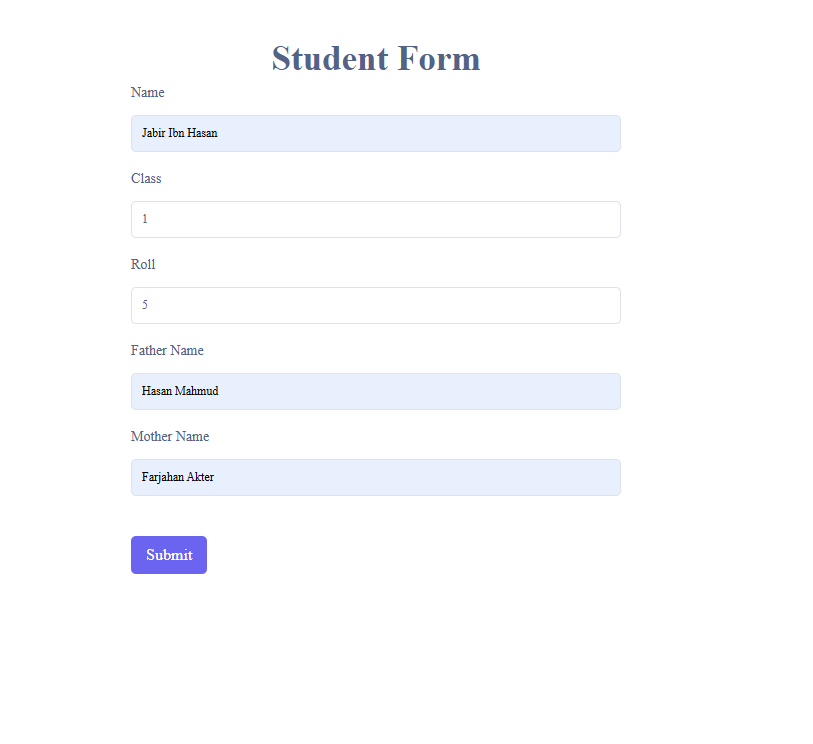 Student Form
Name
Jabir Ibn Hasan
Class
1
Roll
5
Father Name
Hasan Mahmud
Mother Name
Farjahan Akter
Submit